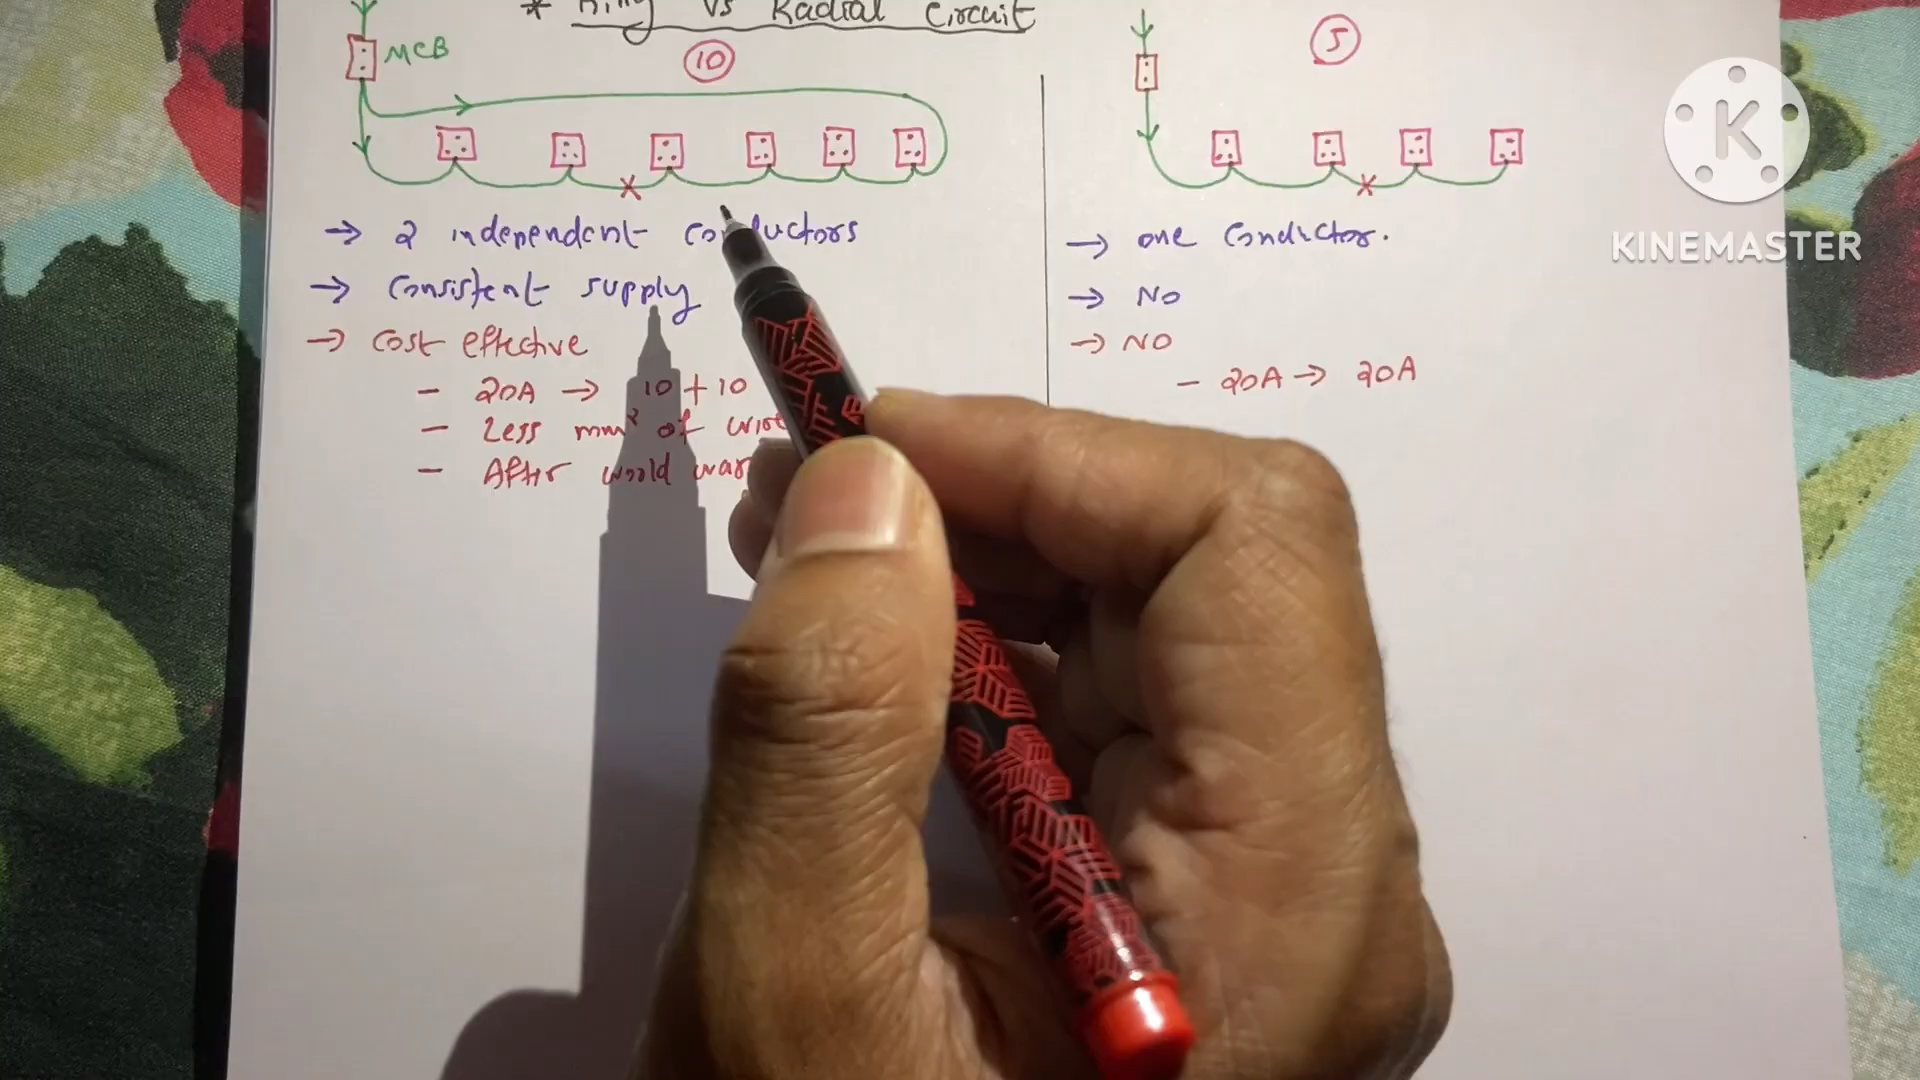 * Ring vs Radial Circuit
MCB
10
→ 2 independent conductors
→ consistent supply
→ cost effective
- 20A → 10 + 10
- Less mm² of
- After world war
5
→ one conductor.
→ NO
→ NO
- 20A → 20A
K
KINEMASTER